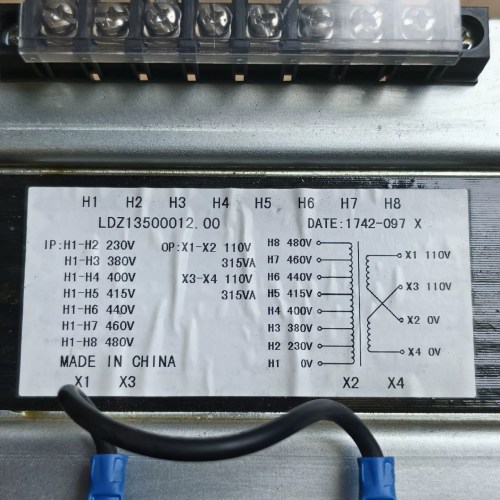 H1 H2 H3 H4 H5 H6 H7 H8
LDZ13500012.00 DATE:1742-097 X
IP:H1-H2 230V OP:X1-X2 110V
H1-H3 380V 315VA
H1-H4 400V X3-X4 110V
H1-H5 415V 315VA
H1-H6 440V
H1-H7 460V
H1-H8 480V
MADE IN CHINA
H8 480V
H7 460V
H6 440V
H5 415V
H4 400V
H3 380V
H2 230V
H1 0V
X1 110V
X3 110V
X2 0V
X4 0V
X1 X3 X2 X4